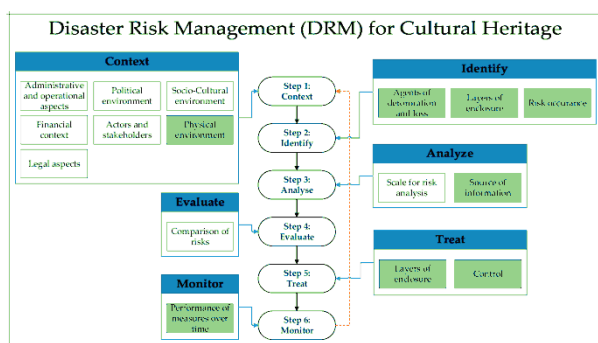 Disaster Risk Management (DRM) for Cultural Heritage
Context
Administrative
and operational
aspects
Political
environment
Socio-Cultural
environment
Financial
context
Actors and
stakeholders
Physical
environment
Legal aspects
Step 1:
Context
Step 2:
Identify
Step 3:
Analyse
Step 4:
Evaluate
Step 5:
Treat
Step 6:
Monitor
Identify
Agents of
and loss
Layers of
enclosure
Risk
Analyze
Scale for risk
analysis
Source of
information
Evaluate
Comparison of
risks
Treat
Layers of
enclosure
Control
Monitor
Performance of
measures over
time